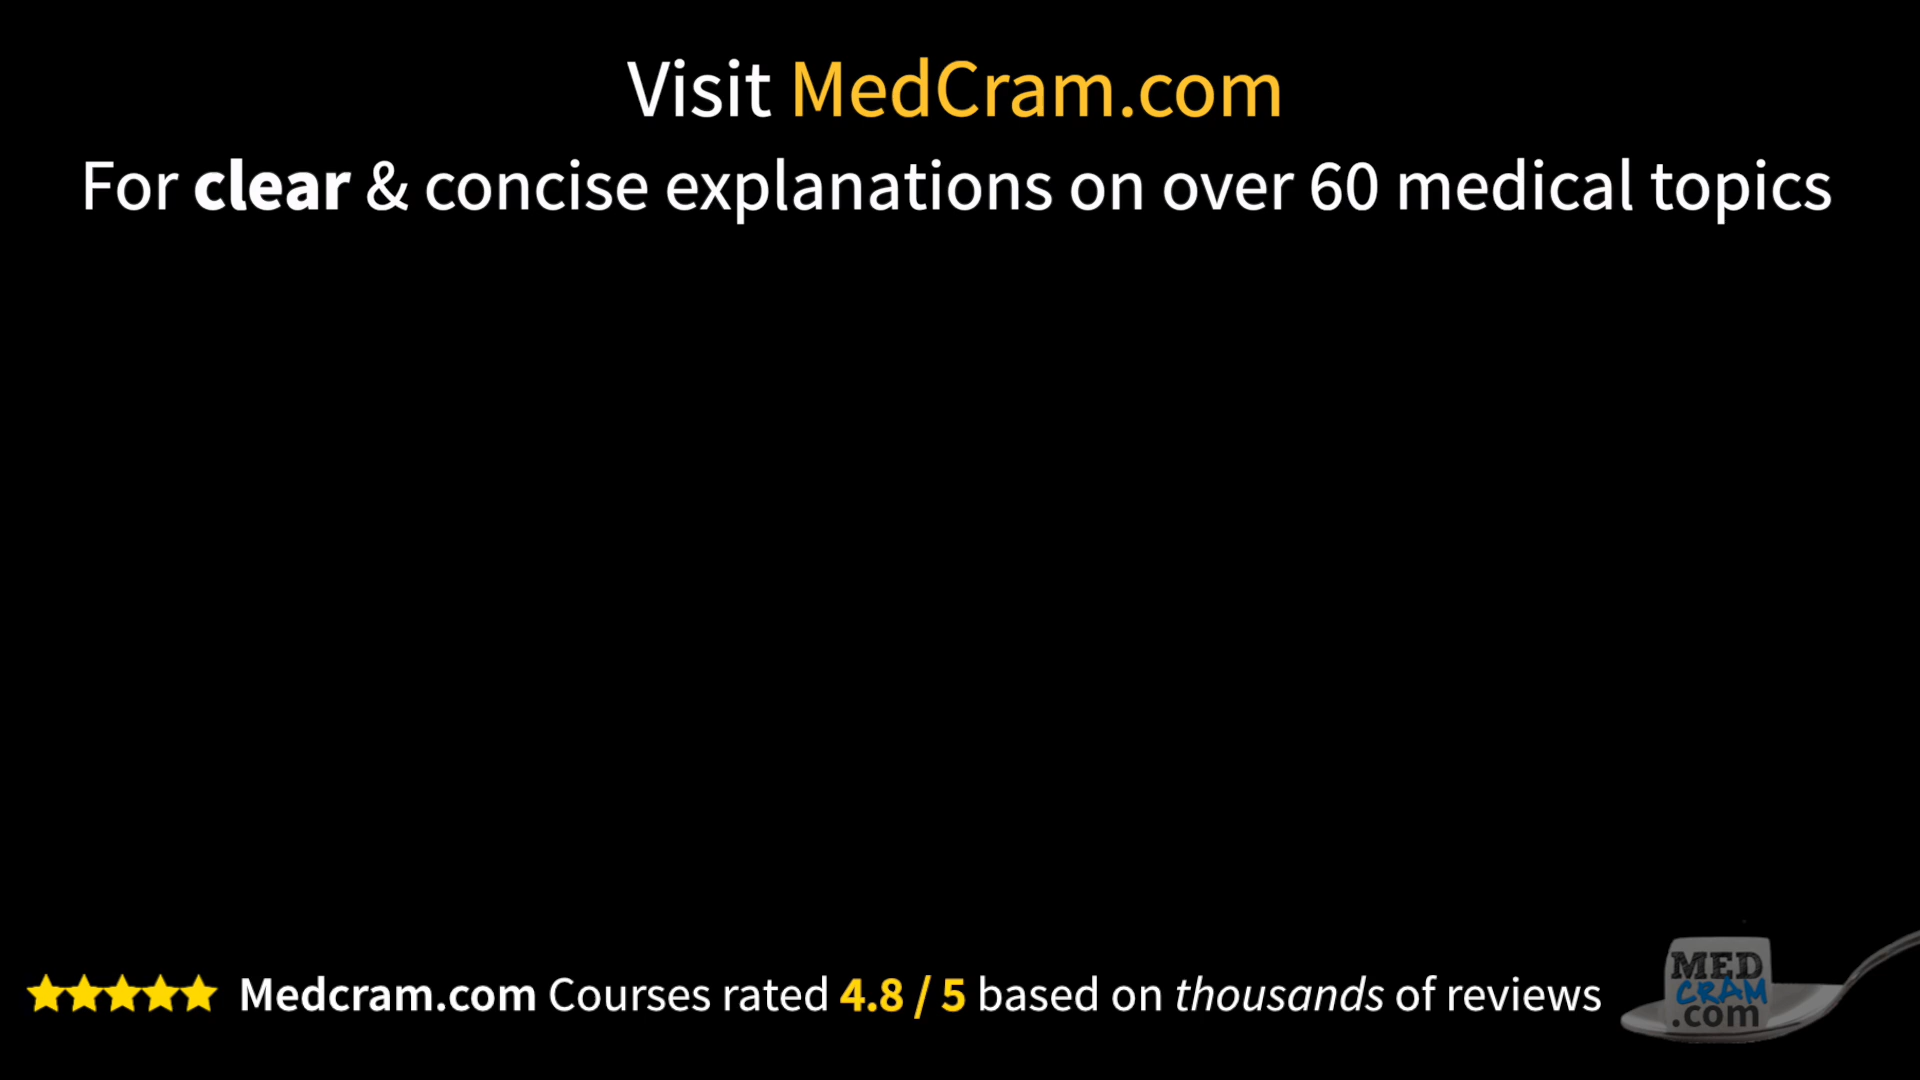 Visit MedCram.com
For clear & concise explanations on over 60 medical topics
Medcram.com Courses rated 4.8 / 5 based on thousands of reviews
MED
CRAM
.com